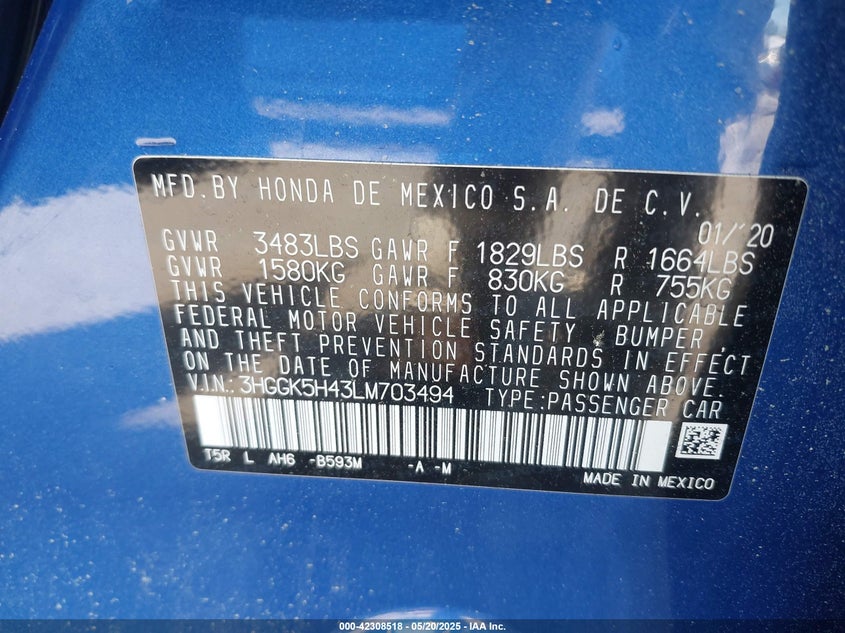 MFD.BY HONDA DE MEXICO S.A. DE C.V.
01/'20
GVWR 3483LBS GAWR F 1829LBS R 1664LBS
GVWR 1580KG GAWR F 830KG R 755KG
THIS VEHICLE CONFORMS TO ALL APPLICABLE
FEDERAL MOTOR VEHICLE SAFETY, BUMPER
AND THEFT PREVENTION STANDARDS IN EFFECT
ON THE DATE OF MANUFACTURE SHOWN ABOVE.
V.I.N.: 3HGGK5H43LM703494 TYPE:PASSENGER CAR
T5R L AH6 -B593M -A -M
MADE IN MEXICO
000-42308518 - 05/20/2025 - IAA Inc.